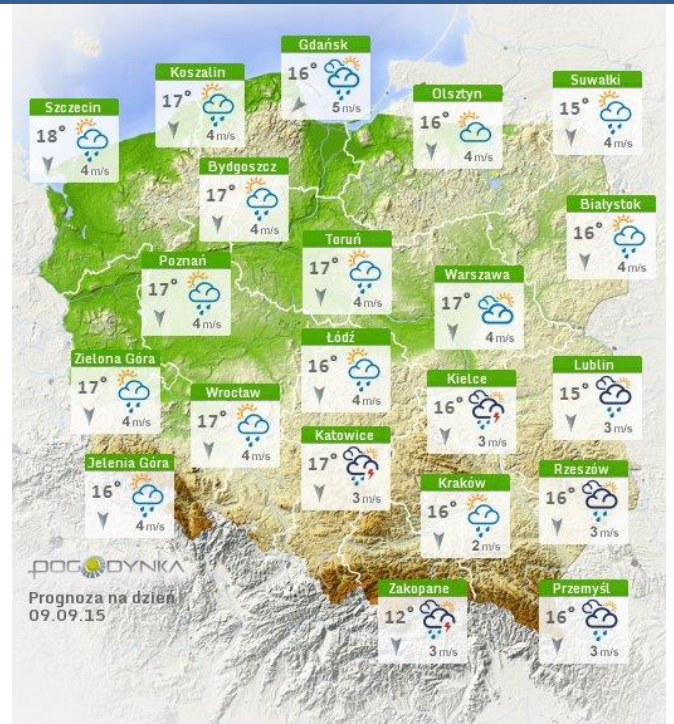 Gdańsk
16°
5 m/s
Koszalin
17°
4 m/s
Szczecin
18°
4 m/s
Olsztyn
16°
4 m/s
Suwałki
15°
4 m/s
Bydgoszcz
17°
4 m/s
Białystok
16°
4 m/s
Toruń
17°
4 m/s
Poznań
17°
4 m/s
Warszawa
17°
4 m/s
Łódź
16°
4 m/s
Zielona Góra
17°
4 m/s
Lublin
15°
3 m/s
Kielce
16°
3 m/s
Wrocław
17°
4 m/s
Katowice
17°
3 m/s
Jelenia Góra
16°
4 m/s
Rzeszów
16°
3 m/s
Kraków
16°
2 m/s
Zakopane
12°
3 m/s
Przemyśl
16°
3 m/s
POGODYNKA
Prognoza na dzień
09.09.15